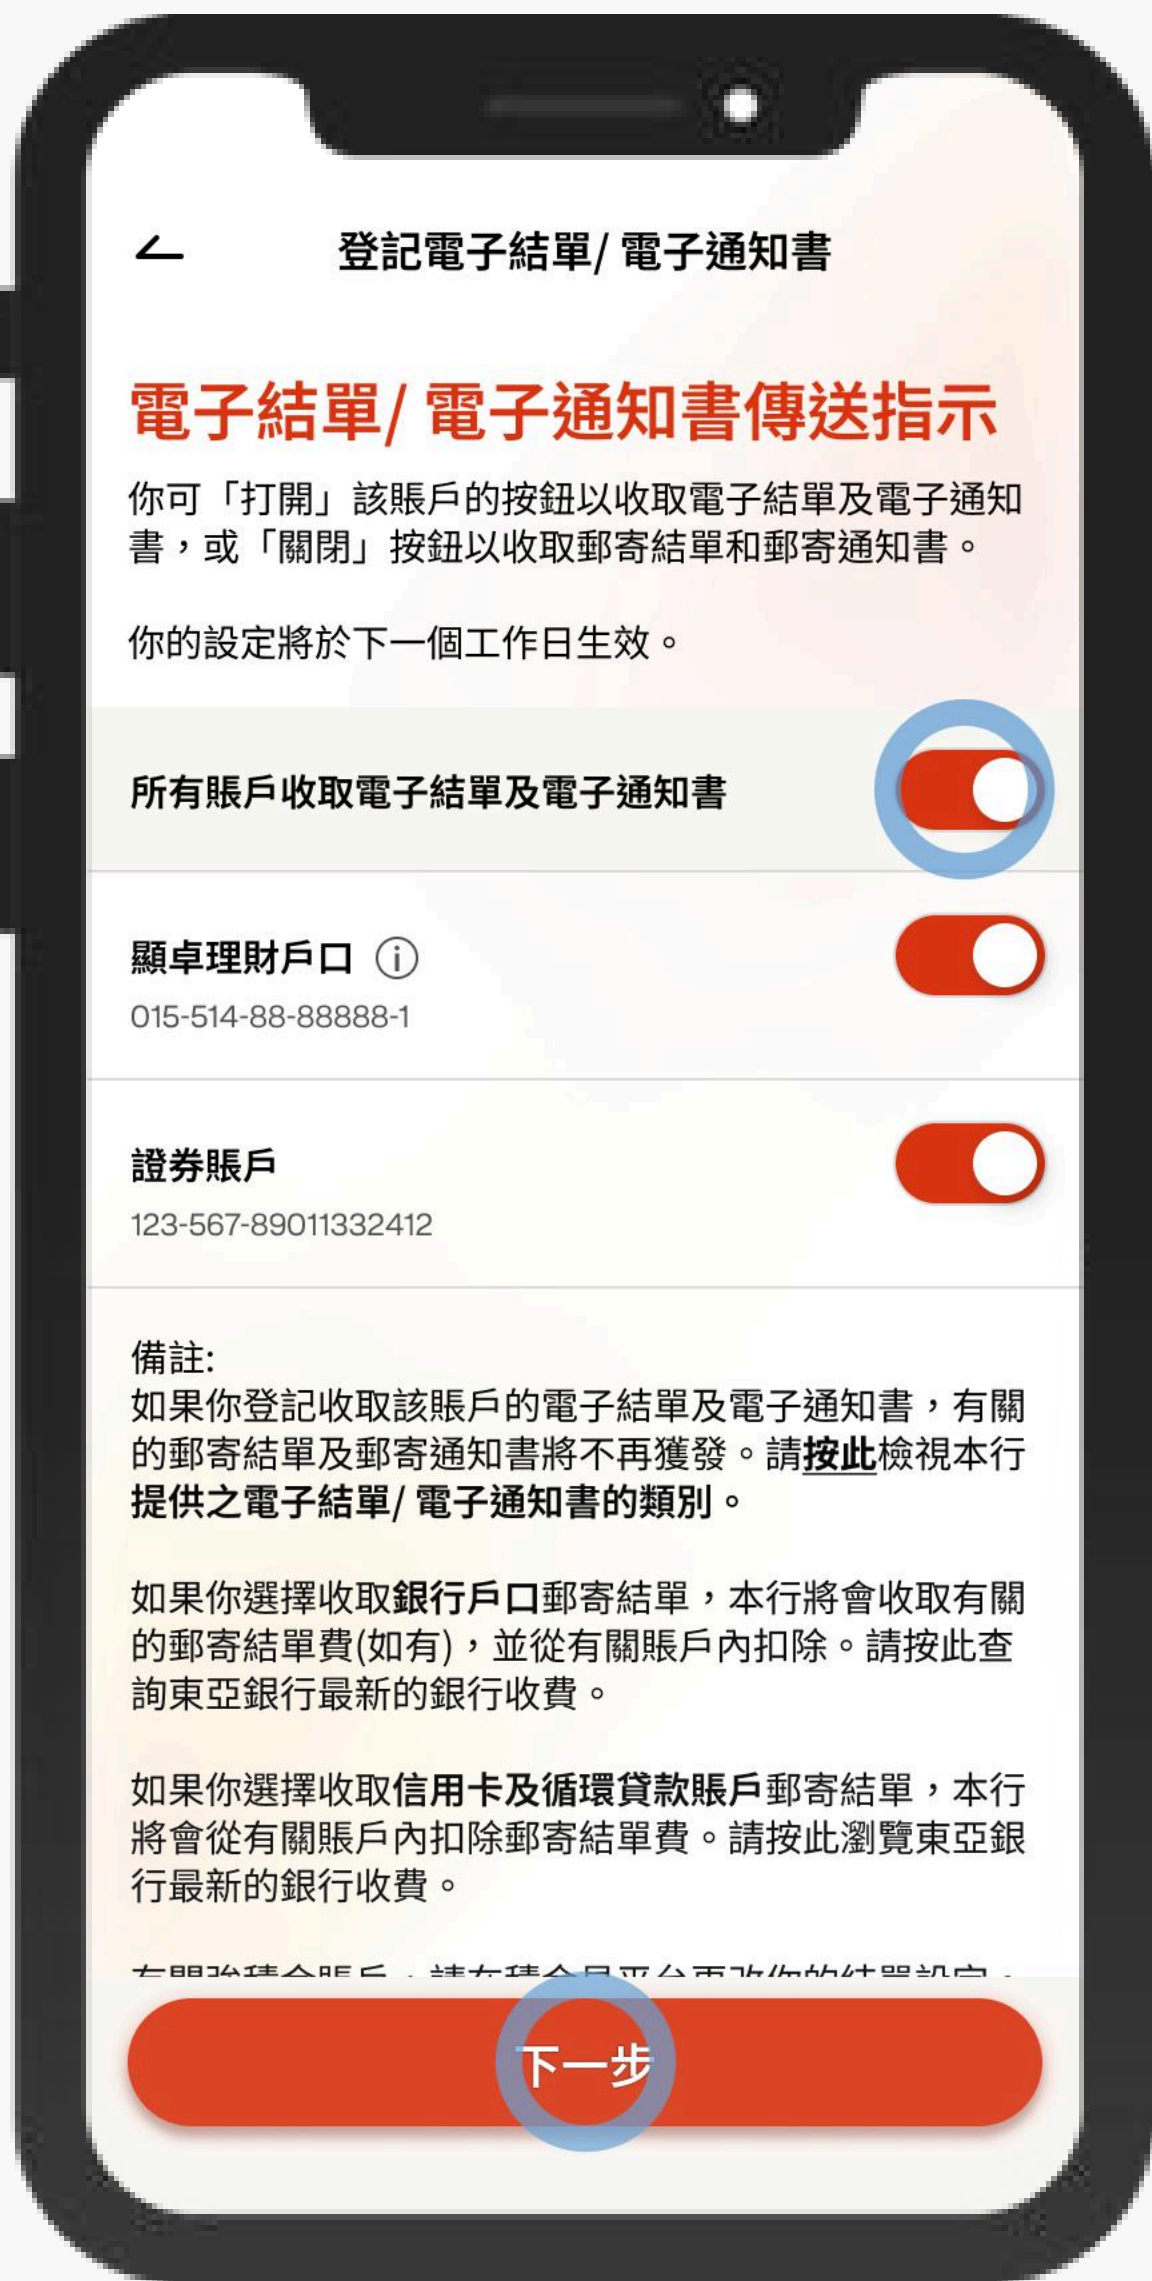 登記電子結單/ 電子通知書
電子結單/ 電子通知書傳送指示
你可「打開」該賬戶的按鈕以收取電子結單及電子通知
書，或「關閉」按鈕以收取郵寄結單和郵寄通知書。
你的設定將於下一個工作日生效。
所有賬戶收取電子結單及電子通知書
顯卓理財戶口
015-514-88-88888-1
證券賬戶
123-567-89011332412
備註:
如果你登記收取該賬戶的電子結單及電子通知書，有關
的郵寄結單及郵寄通知書將不再獲發。請按此檢視本行
提供之電子結單/ 電子通知書的類別。
如果你選擇收取銀行戶口郵寄結單，本行將會收取有關
的郵寄結單費(如有)，並從有關賬戶內扣除。請按此查
詢東亞銀行最新的銀行收費。
如果你選擇收取信用卡及循環貸款賬戶郵寄結單，本行
將會從有關賬戶內扣除郵寄結單費。請按此瀏覽東亞銀
行最新的銀行收費。
下一步